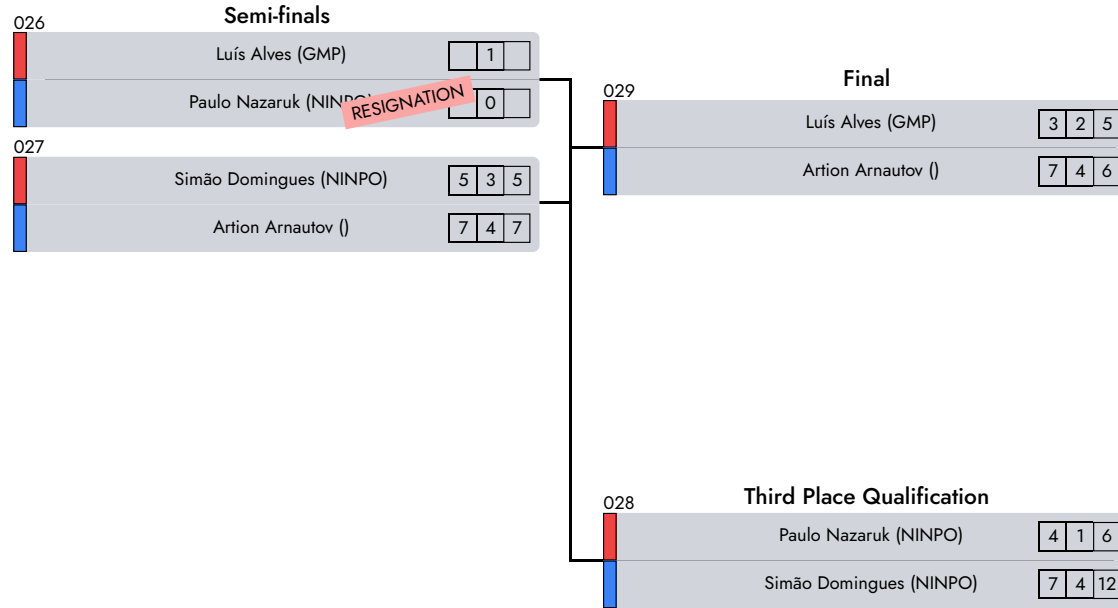 Semi-finals
026
Luís Alves (GMP) 1
Paulo Nazaruk (NINPO) 0
RESIGNATION
027
Simão Domingues (NINPO) 5 3 5
Artion Arnautov () 7 4 7
Final
029
Luís Alves (GMP) 3 2 5
Artion Arnautov () 7 4 6
Third Place Qualification
028
Paulo Nazaruk (NINPO) 4 1 6
Simão Domingues (NINPO) 7 4 12